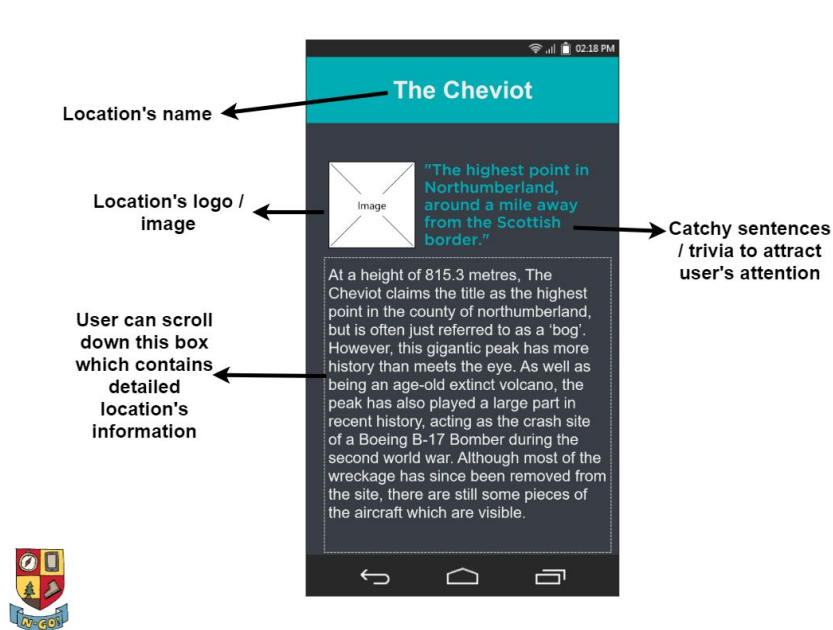 02:18 PM
The Cheviot
Location's name
Location's logo /
image
Image
"The highest point in
Northumberland,
around a mile away
from the Scottish
border."
Catchy sentences
/ trivia to attract
user's attention
At a height of 815.3 metres, The
Cheviot claims the title as the highest
point in the county of northumberland,
but is often just referred to as a ‘bog’.
However, this gigantic peak has more
history than meets the eye. As well as
being an age-old extinct volcano, the
peak has also played a large part in
recent history, acting as the crash site
of a Boeing B-17 Bomber during the
second world war. Although most of the
wreckage has since been removed from
the site, there are still some pieces of
the aircraft which are visible.
User can scroll
down this box
which contains
detailed
location's
information
N-GO!